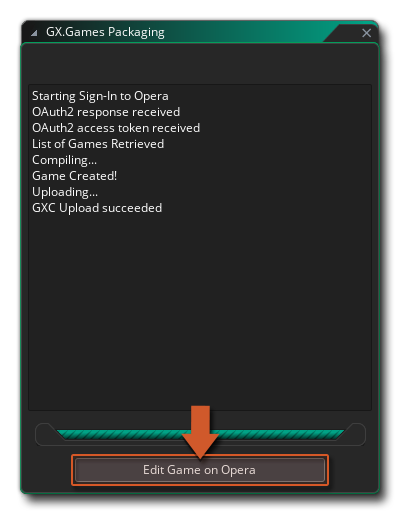 GX.Games Packaging
Starting Sign-In to Opera
OAuth2 response received
OAuth2 access token received
List of Games Retrieved
Compiling...
Game Created!
Uploading...
GXC Upload succeeded
Edit Game on Opera